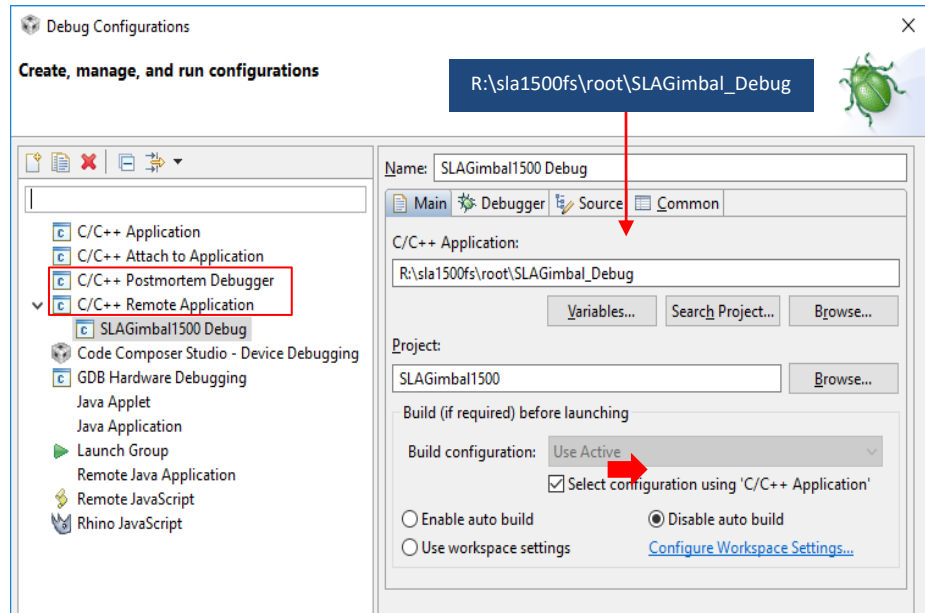 Debug Configurations
Create, manage, and run configurations
R:\sla1500fs\root\SLAGimbal_Debug
C/C++ Application
C/C++ Attach to Application
C/C++ Postmortem Debugger
C/C++ Remote Application
SLAGimbal1500 Debug
Code Composer Studio - Device Debugging
GDB Hardware Debugging
Java Applet
Java Application
Launch Group
Remote Java Application
Remote JavaScript
Rhino JavaScript
Name: SLAGimbal1500 Debug
Main Debugger Source Common
C/C++ Application:
R:\sla1500fs\root\SLAGimbal_Debug
Variables... Search Project... Browse...
Project:
SLAGimbal1500 Browse...
Build (if required) before launching
Build configuration: Use Active
Select configuration using 'C/C++ Application'
Enable auto build Disable auto build
Use workspace settings Configure Workspace Settings...